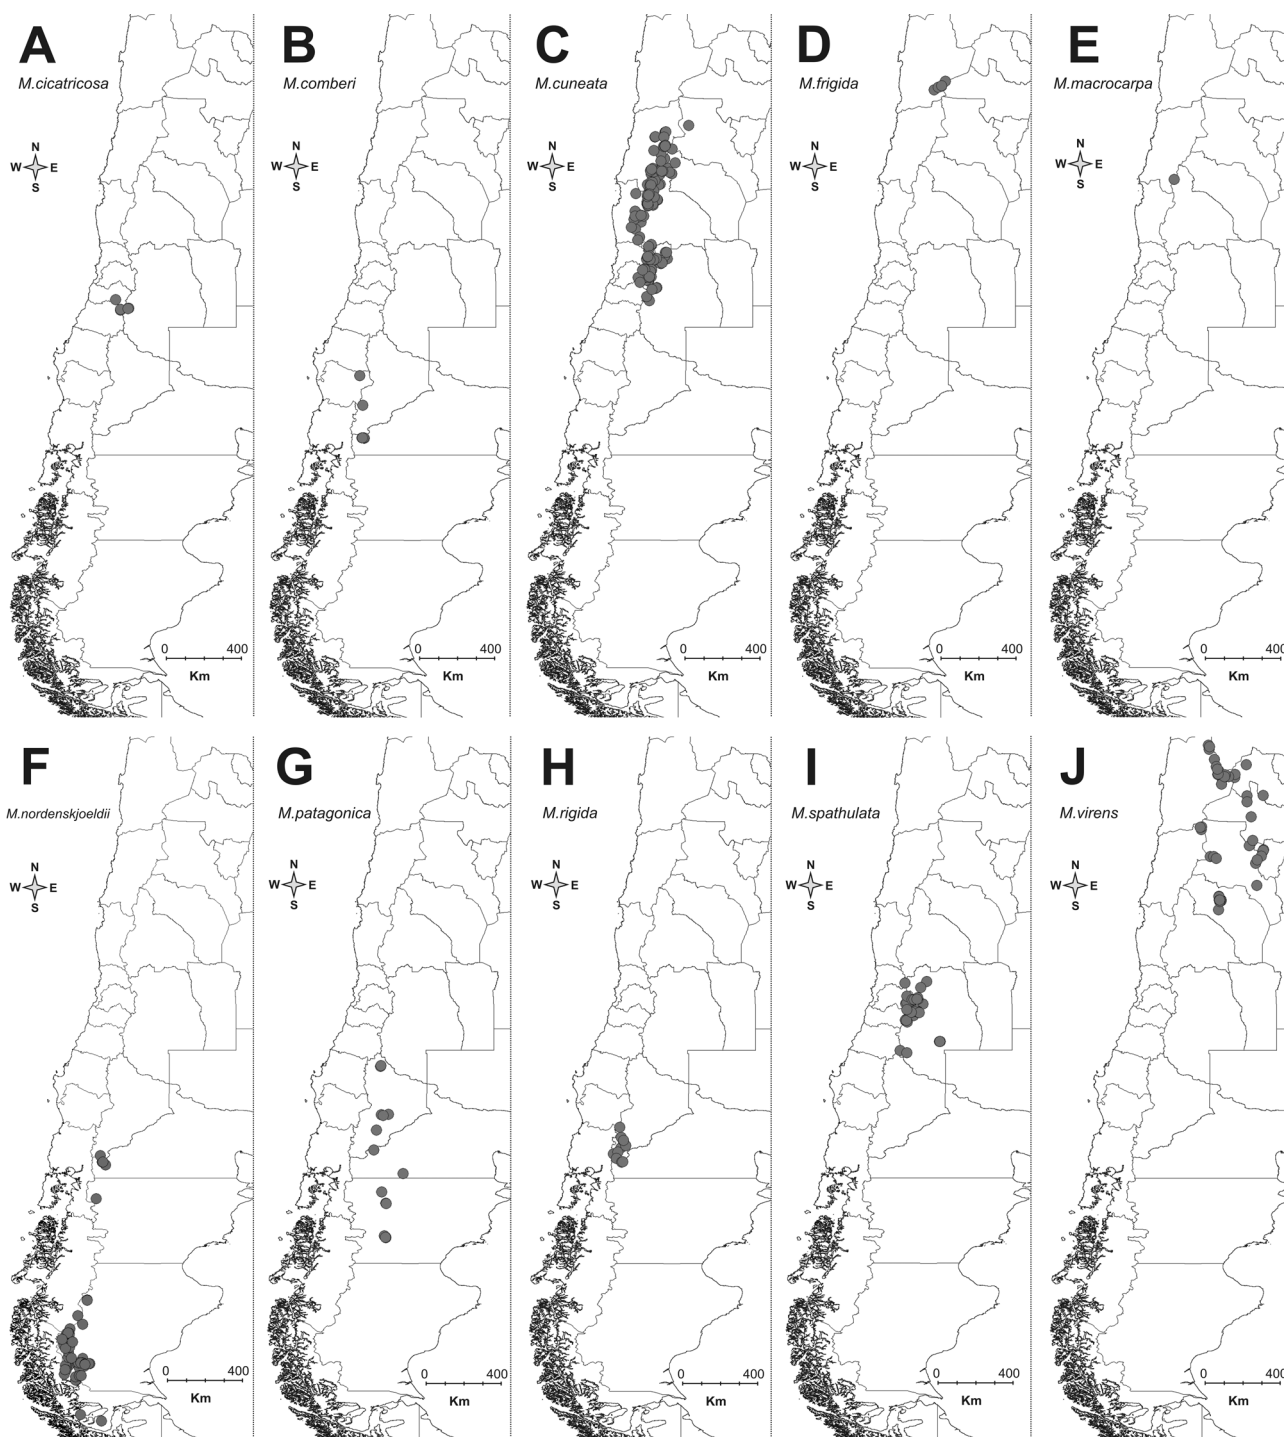 A
M.cicatricosa
N
W E
S
0 400
Km
B
M.comberi
N
W E
S
0 400
Km
C
M.cuneata
N
W E
S
0 400
Km
D
M.frigida
N
W E
S
0 400
Km
E
M.macrocarpa
N
W E
S
0 400
Km
F
M.nordenskjoeldii
N
W E
S
0 400
Km
G
M.patagonica
N
W E
S
0 400
Km
H
M.rigida
N
W E
S
0 400
Km
I
M.spathulata
N
W E
S
0 400
Km
J
M.virens
N
W E
S
0 400
Km